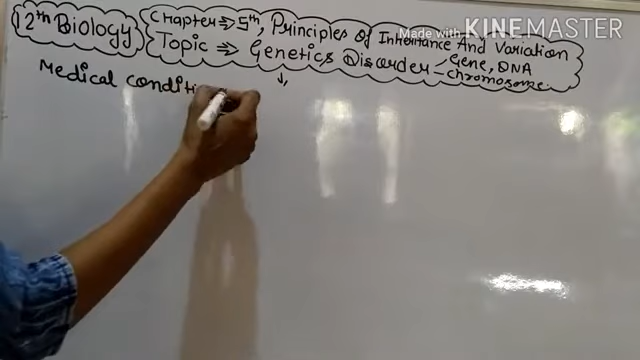 Made with KINEMASTER
12th Biology
Chapter ⇒ 5th, Principles of Inheritance And Variation
Topic ⇒ Genetics Disorder - Gene, DNA
- chromosome
Medical conditi